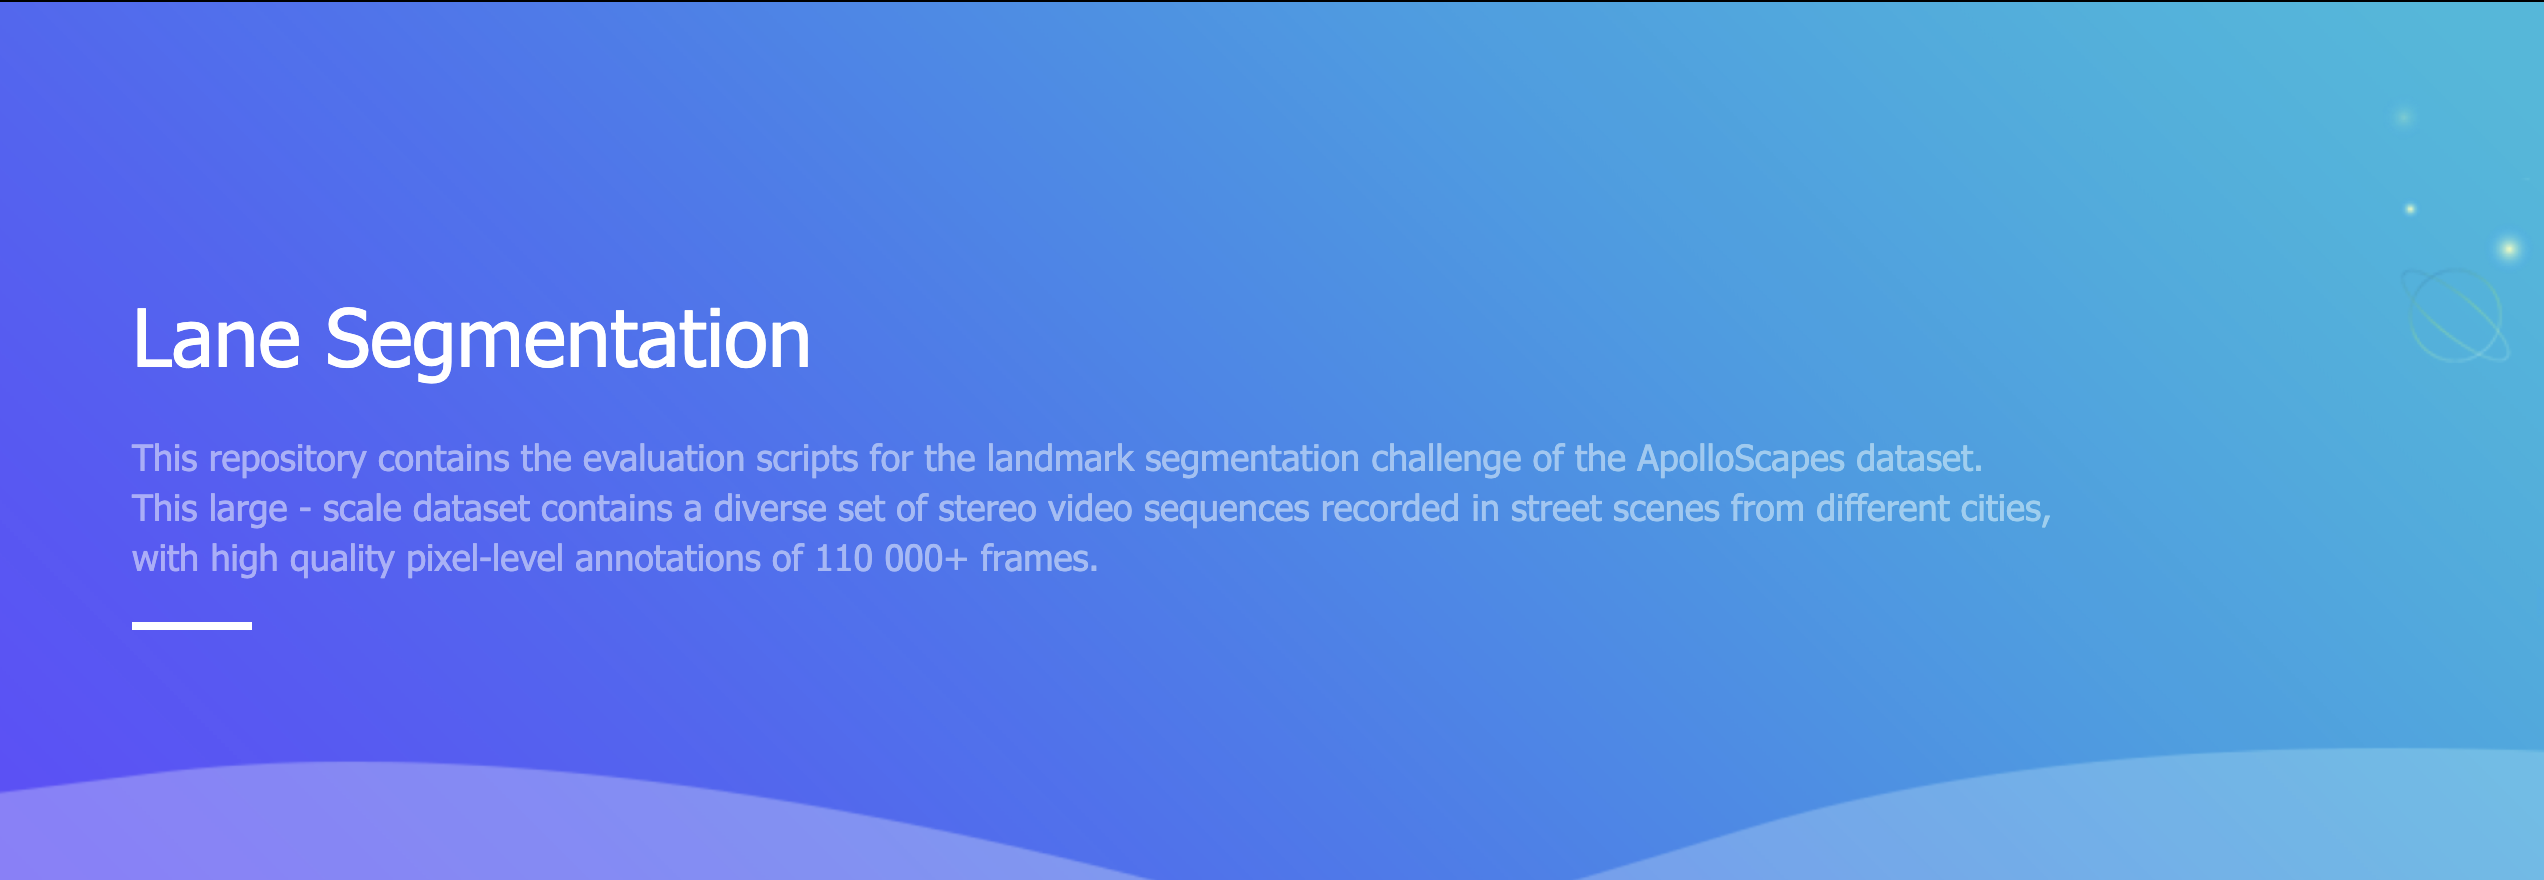 Lane Segmentation
This repository contains the evaluation scripts for the landmark segmentation challenge of the ApolloScapes dataset.
This large - scale dataset contains a diverse set of stereo video sequences recorded in street scenes from different cities,
with high quality pixel-level annotations of 110 000+ frames.